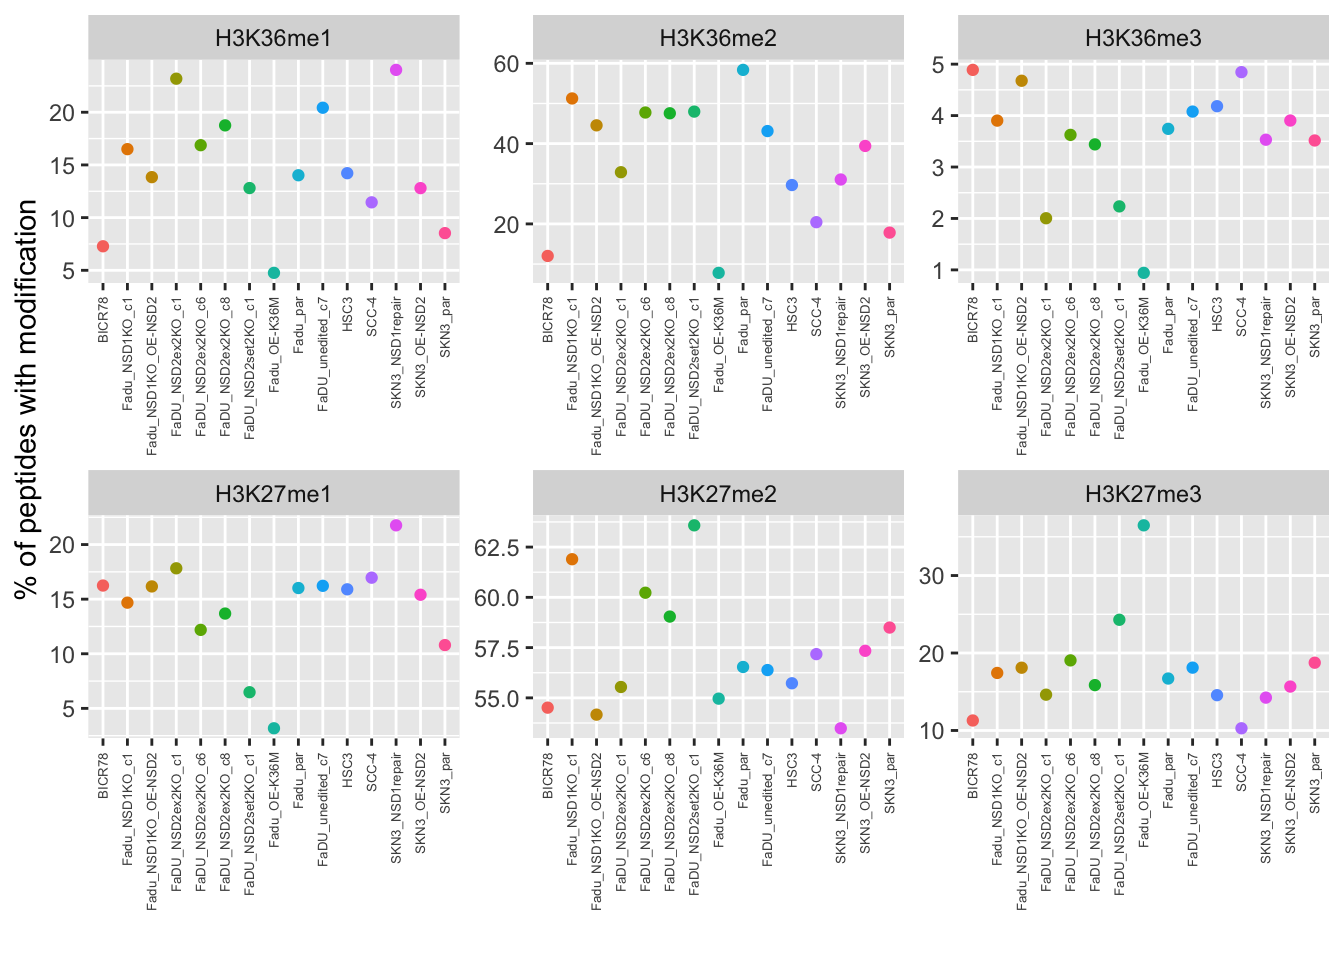 % of peptides with modification
H3K36me1
20
15
10
5
BICR78
Fadu_NSD1KO_c1
Fadu_NSD1KO_OE-NSD2
FaDU_NSD2ex2KO_c1
FaDU_NSD2ex2KO_c6
FaDU_NSD2ex2KO_c8
FaDU_NSD2set2KO_c1
Fadu_OE-K36M
Fadu_par
FaDU_unedited_c7
HSC3
SCC-4
SKN3_NSD1repair
SKN3_OE-NSD2
SKN3_par
H3K36me2
60
40
20
BICR78
Fadu_NSD1KO_c1
Fadu_NSD1KO_OE-NSD2
FaDU_NSD2ex2KO_c1
FaDU_NSD2ex2KO_c6
FaDU_NSD2ex2KO_c8
FaDU_NSD2set2KO_c1
Fadu_OE-K36M
Fadu_par
FaDU_unedited_c7
HSC3
SCC-4
SKN3_NSD1repair
SKN3_OE-NSD2
SKN3_par
H3K36me3
5
4
3
2
1
BICR78
Fadu_NSD1KO_c1
Fadu_NSD1KO_OE-NSD2
FaDU_NSD2ex2KO_c1
FaDU_NSD2ex2KO_c6
FaDU_NSD2ex2KO_c8
FaDU_NSD2set2KO_c1
Fadu_OE-K36M
Fadu_par
FaDU_unedited_c7
HSC3
SCC-4
SKN3_NSD1repair
SKN3_OE-NSD2
SKN3_par
H3K27me1
20
15
10
5
BICR78
Fadu_NSD1KO_c1
Fadu_NSD1KO_OE-NSD2
FaDU_NSD2ex2KO_c1
FaDU_NSD2ex2KO_c6
FaDU_NSD2ex2KO_c8
FaDU_NSD2set2KO_c1
Fadu_OE-K36M
Fadu_par
FaDU_unedited_c7
HSC3
SCC-4
SKN3_NSD1repair
SKN3_OE-NSD2
SKN3_par
H3K27me2
62.5
60.0
57.5
55.0
BICR78
Fadu_NSD1KO_c1
Fadu_NSD1KO_OE-NSD2
FaDU_NSD2ex2KO_c1
FaDU_NSD2ex2KO_c6
FaDU_NSD2ex2KO_c8
FaDU_NSD2set2KO_c1
Fadu_OE-K36M
Fadu_par
FaDU_unedited_c7
HSC3
SCC-4
SKN3_NSD1repair
SKN3_OE-NSD2
SKN3_par
H3K27me3
30
20
10
BICR78
Fadu_NSD1KO_c1
Fadu_NSD1KO_OE-NSD2
FaDU_NSD2ex2KO_c1
FaDU_NSD2ex2KO_c6
FaDU_NSD2ex2KO_c8
FaDU_NSD2set2KO_c1
Fadu_OE-K36M
Fadu_par
FaDU_unedited_c7
HSC3
SCC-4
SKN3_NSD1repair
SKN3_OE-NSD2
SKN3_par